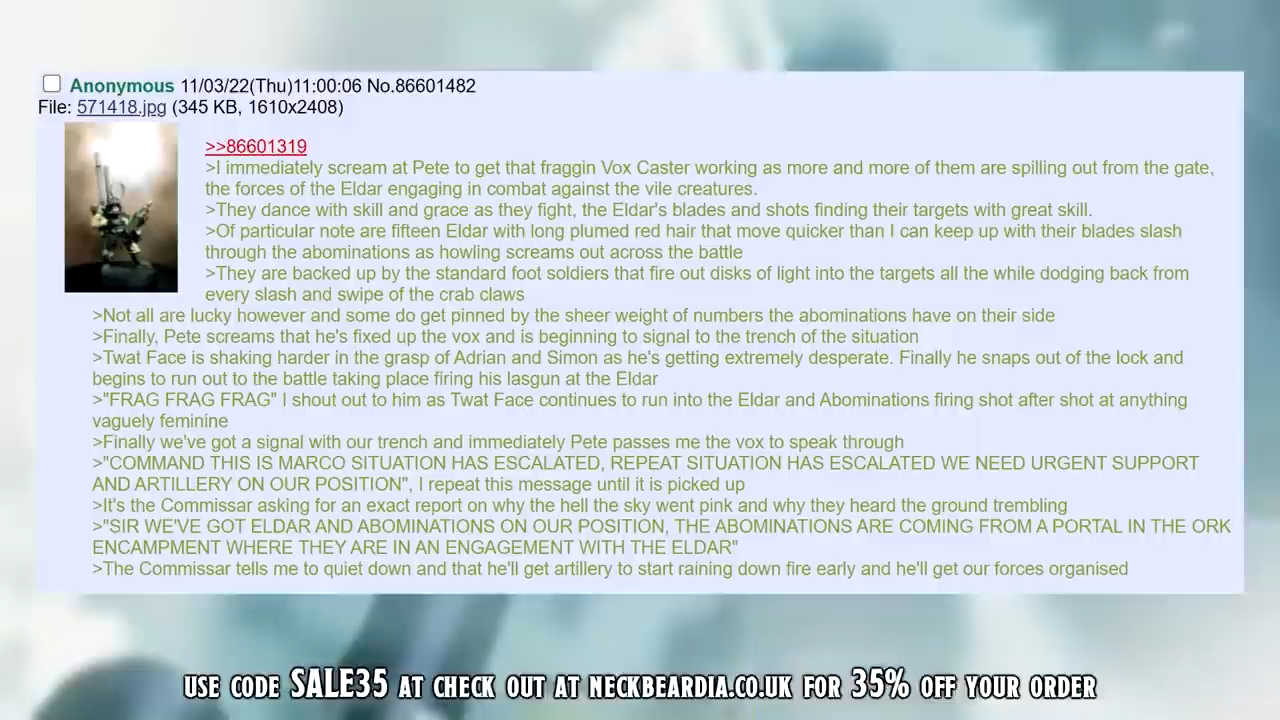 Anonymous 11/03/22(Thu)11:00:06 No.86601482
File: 571418.jpg (345 KB, 1610x2408)
>>86601319
>I immediately scream at Pete to get that fraggin Vox Caster working as more and more of them are spilling out from the gate,
the forces of the Eldar engaging in combat against the vile creatures.
>They dance with skill and grace as they fight, the Eldar's blades and shots finding their targets with great skill.
>Of particular note are fifteen Eldar with long plumed red hair that move quicker than I can keep up with their blades slash
through the abominations as howling screams out across the battle
>They are backed up by the standard foot soldiers that fire out disks of light into the targets all the while dodging back from
every slash and swipe of the crab claws
>Not all are lucky however and some do get pinned by the sheer weight of numbers the abominations have on their side
>Finally, Pete screams that he's fixed up the vox and is beginning to signal to the trench of the situation
>Twat Face is shaking harder in the grasp of Adrian and Simon as he's getting extremely desperate. Finally he snaps out of the lock and
begins to run out to the battle taking place firing his lasgun at the Eldar
>"FRAG FRAG FRAG" I shout out to him as Twat Face continues to run into the Eldar and Abominations firing shot after shot at anything
vaguely feminine
>Finally we've got a signal with our trench and immediately Pete passes me the vox to speak through
>"COMMAND THIS IS MARCO SITUATION HAS ESCALATED, REPEAT SITUATION HAS ESCALATED WE NEED URGENT SUPPORT
AND ARTILLERY ON OUR POSITION", I repeat this message until it is picked up
>It's the Commissar asking for an exact report on why the hell the sky went pink and why they heard the ground trembling
>"SIR WE'VE GOT ELDAR AND ABOMINATIONS ON OUR POSITION, THE ABOMINATIONS ARE COMING FROM A PORTAL IN THE ORK
ENCAMPMENT WHERE THEY ARE IN AN ENGAGEMENT WITH THE ELDAR"
>The Commissar tells me to quiet down and that he'll get artillery to start raining down fire early and he'll get our forces organised
USE CODE SALE35 AT CHECK OUT AT NECKBEARDIA.CO.UK FOR 35% OFF YOUR ORDER